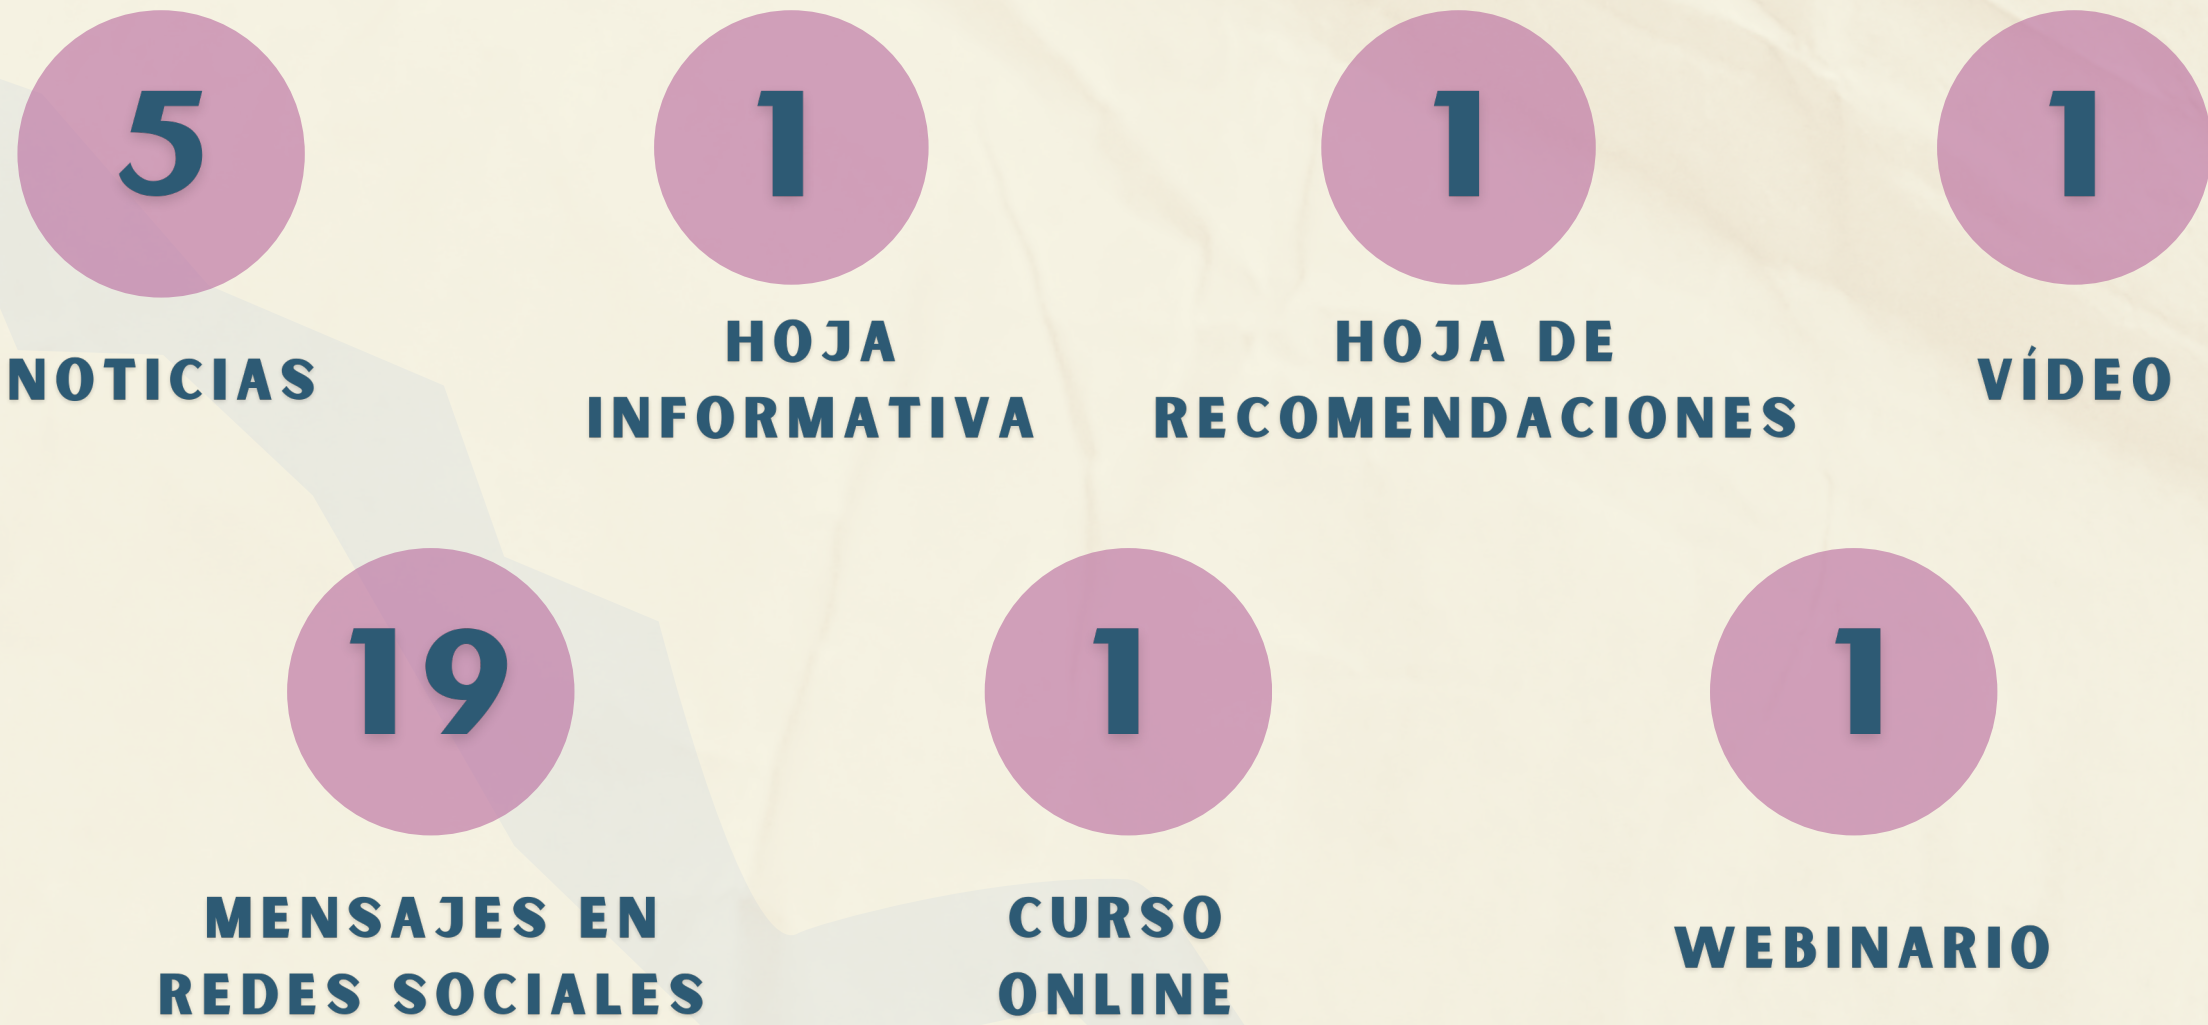 5
NOTICIAS
1
HOJA
INFORMATIVA
1
HOJA DE
RECOMENDACIONES
1
VÍDEO
19
MENSAJES EN
REDES SOCIALES
1
CURSO
ONLINE
1
WEBINARIO